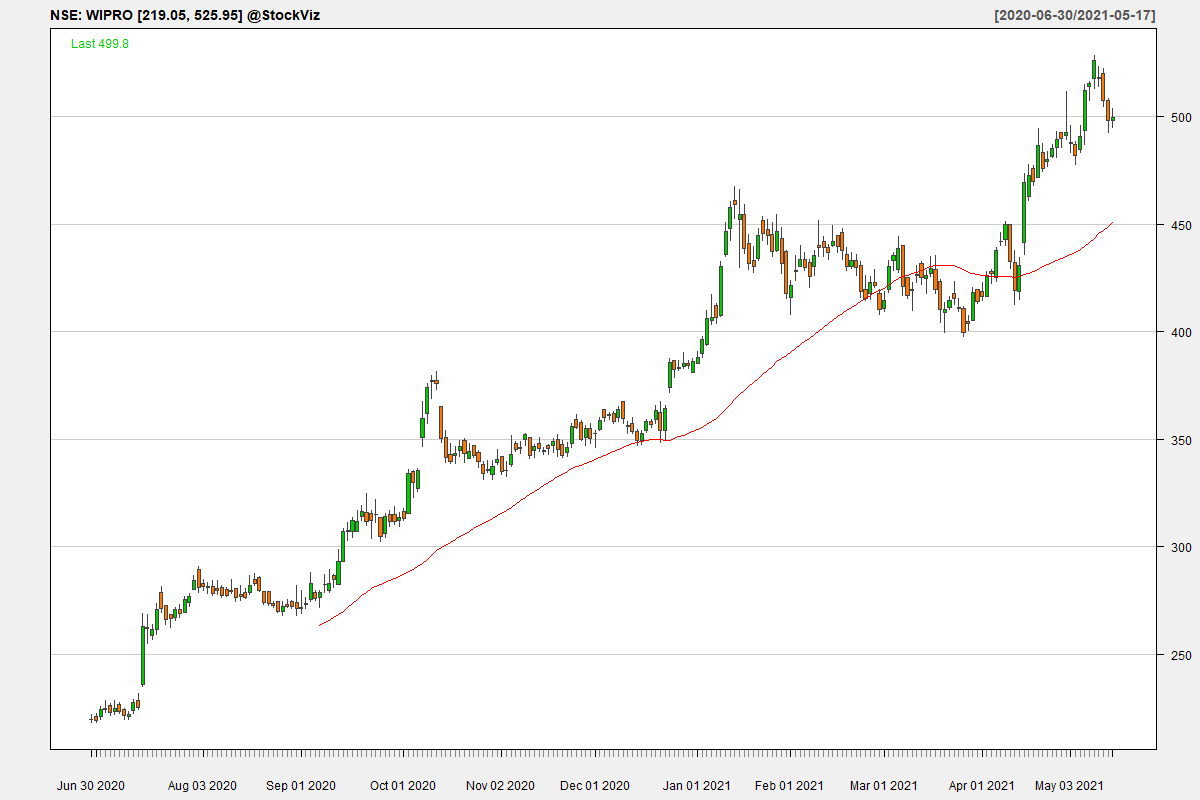 NSE: WIPRO [219.05, 525.95] @StockViz [2020-06-30/2021-05-17]
Last 499.8
500
450
400
350
300
250
Jun 30 2020 Aug 03 2020 Sep 01 2020 Oct 01 2020 Nov 02 2020 Dec 01 2020 Jan 01 2021 Feb 01 2021 Mar 01 2021 Apr 01 2021 May 03 2021